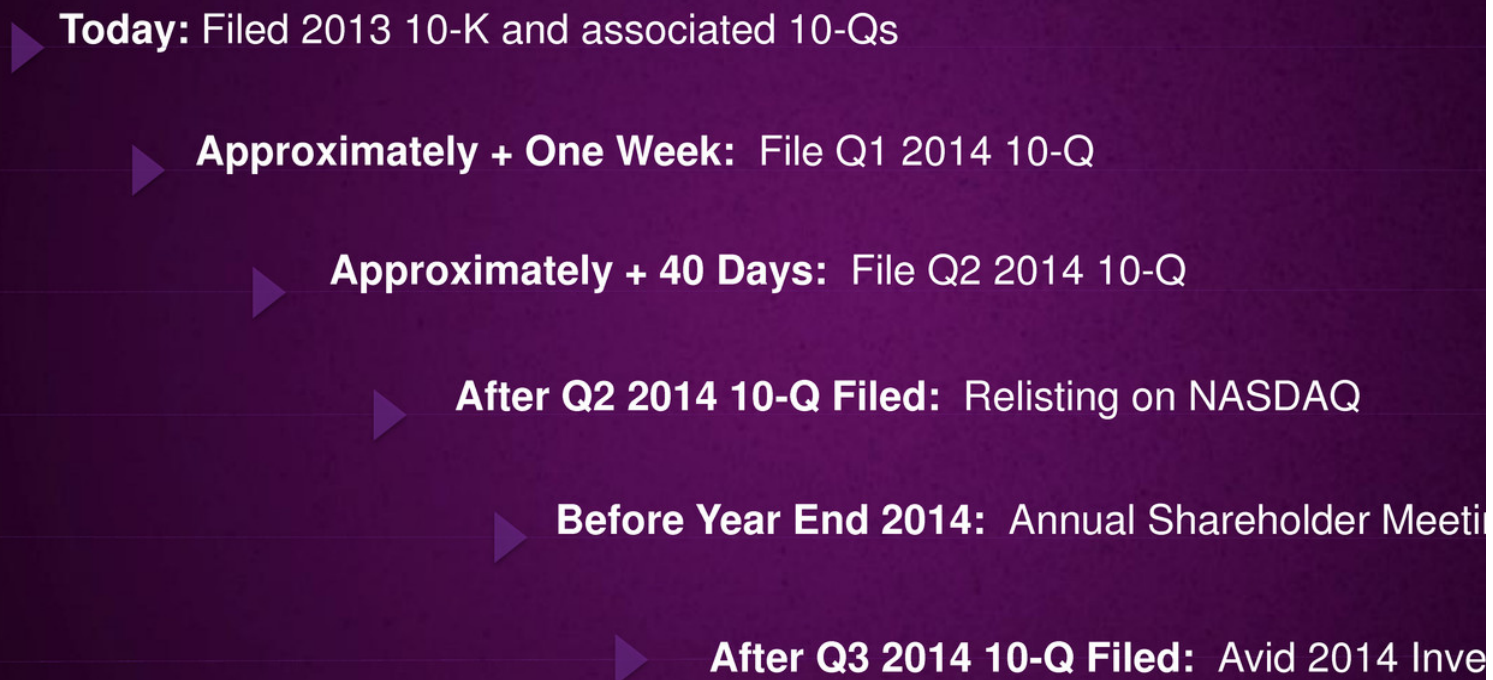 Today: Filed 2013 10-K and associated 10-Qs
Approximately + One Week: File Q1 2014 10-Q
Approximately + 40 Days: File Q2 2014 10-Q
After Q2 2014 10-Q Filed: Relisting on NASDAQ
Before Year End 2014: Annual Shareholder
After Q3 2014 10-Q Filed: Avid 2014